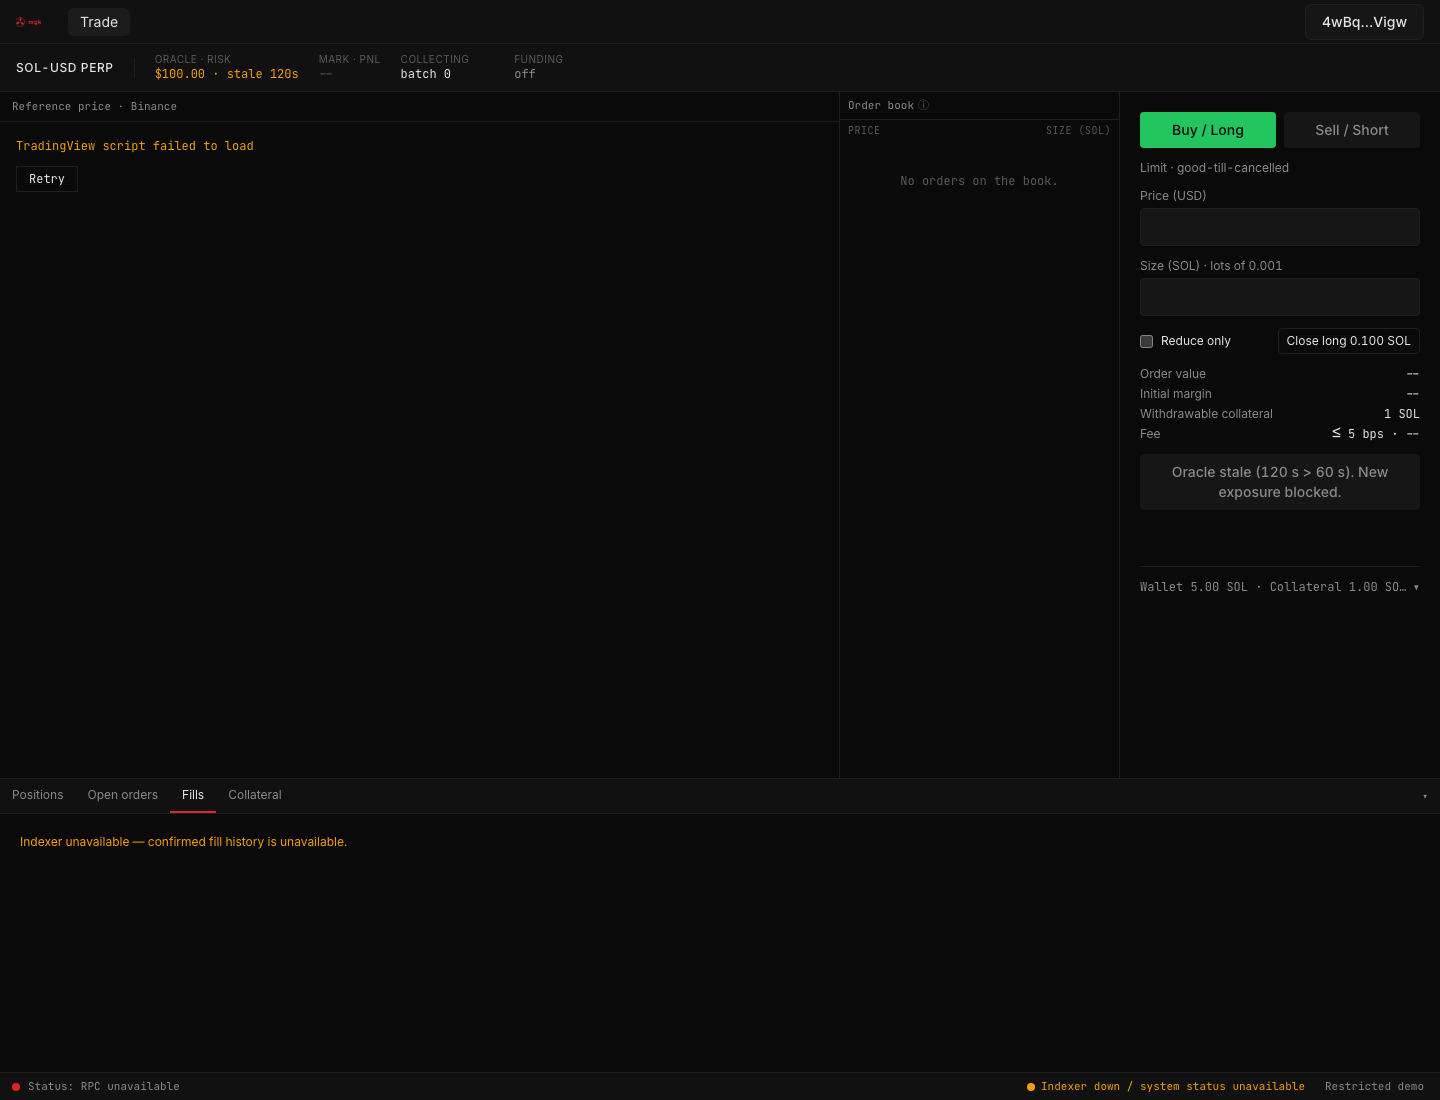 Trade
4wBq...Vigw
SOL-USD PERP
ORACLE · RISK
$100.00 · stale 120s
MARK · PNL
--
COLLECTING
batch 0
FUNDING
off
Reference price · Binance
TradingView script failed to load
Retry
Order book ⓘ
PRICE SIZE (SOL)
No orders on the book.
Buy / Long
Sell / Short
Limit · good-till-cancelled
Price (USD)
Size (SOL) · lots of 0.001
Reduce only
Close long 0.100 SOL
Order value --
Initial margin --
Withdrawable collateral 1 SOL
Fee ≤ 5 bps · --
Oracle stale (120 s > 60 s). New
exposure blocked.
Wallet 5.00 SOL · Collateral 1.00 SO… ▾
Positions
Open orders
Fills
Collateral
Indexer unavailable — confirmed fill history is unavailable.
Status: RPC unavailable
Indexer down / system status unavailable
Restricted demo